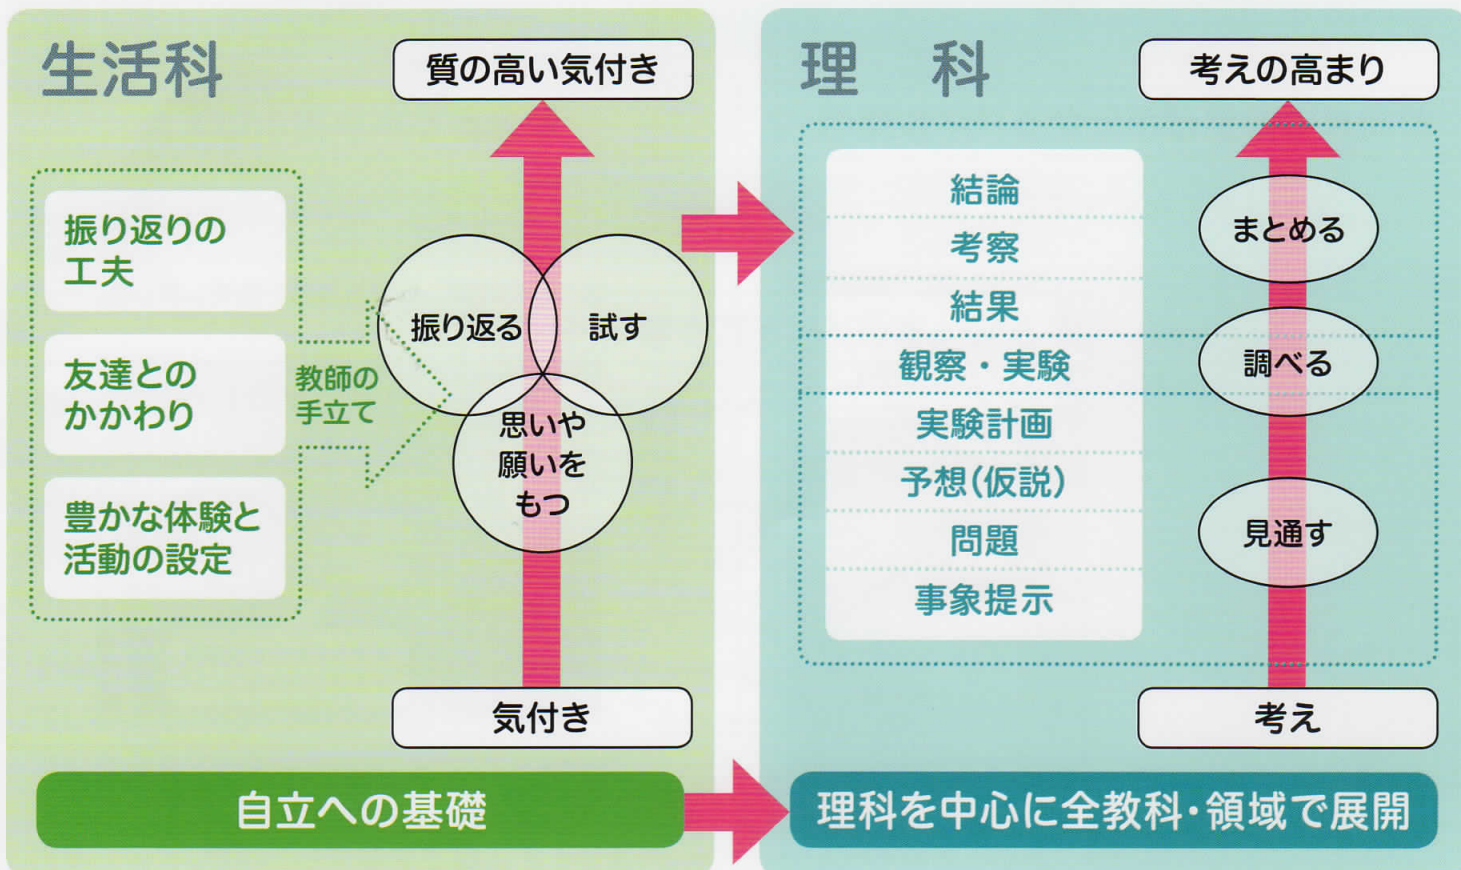 生活科
質の高い気付き
振り返りの
工夫
友達との
かかわり
豊かな体験と
活動の設定
教師の
手立て
振り返る
試す
思いや
願いを
もつ
気付き
自立への基礎
理 科
考えの高まり
結論
考察
結果
観察・実験
実験計画
予想(仮説)
問題
事象提示
まとめる
調べる
見通す
考え
理科を中心に全教科・領域で展開